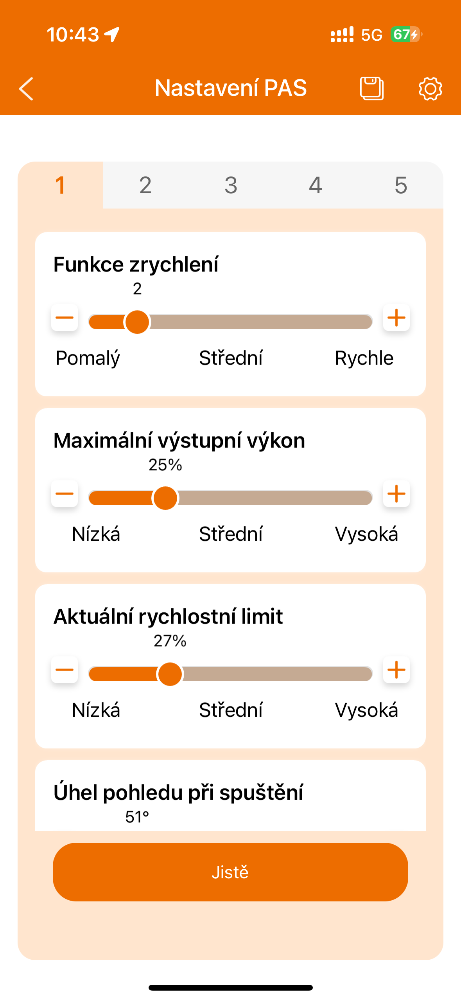 10:43 5G 67
Nastavení PAS
1 2 3 4 5
Funkce zrychlení
2
Pomalý Střední Rychle
Maximální výstupní výkon
25%
Nízká Střední Vysoká
Aktuální rychlostní limit
27%
Nízká Střední Vysoká
Úhel pohledu při spuštění
51°
Jistě